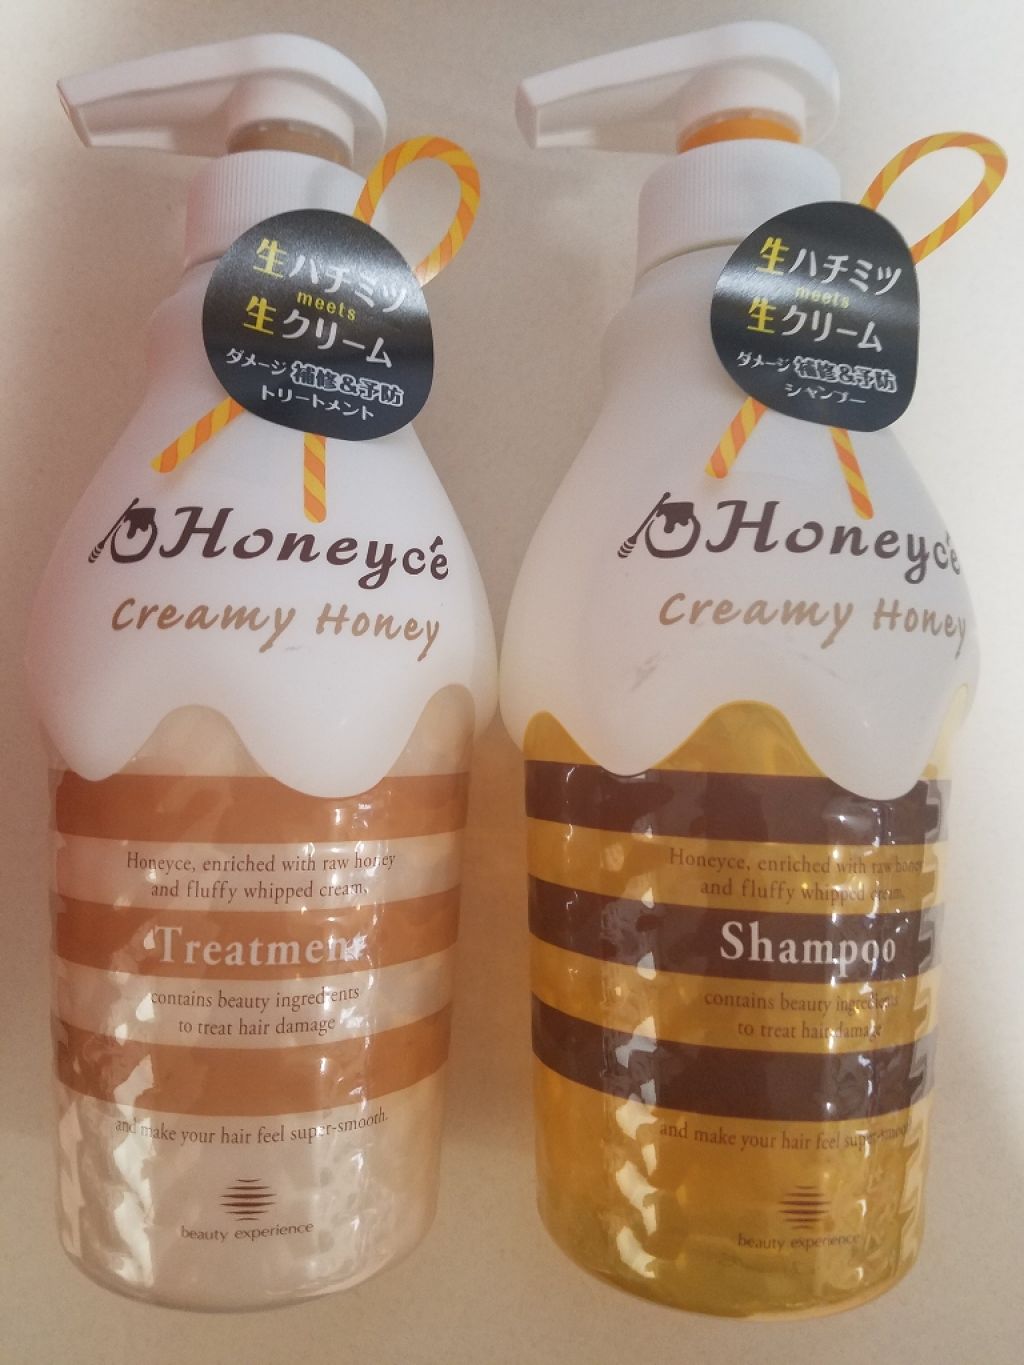 生ハチミツ
meets
生クリーム
ダメージ 補修&予防
トリートメント
Honeycê
Creamy Honey
Honeyce, enriched with raw honey
and fluffy whipped cream,
Treatment
contains beauty ingredients
to treat hair damage
and make your hair feel super-smooth.
beauty experience
生ハチミツ
meets
生クリーム
ダメージ 補修&予防
シャンプー
Honeycê
Creamy Honey
Honeyce, enriched with raw honey
and fluffy whipped cream,
Shampoo
contains beauty ingredients
to treat hair damage
and make your hair feel super-smooth
beauty experience